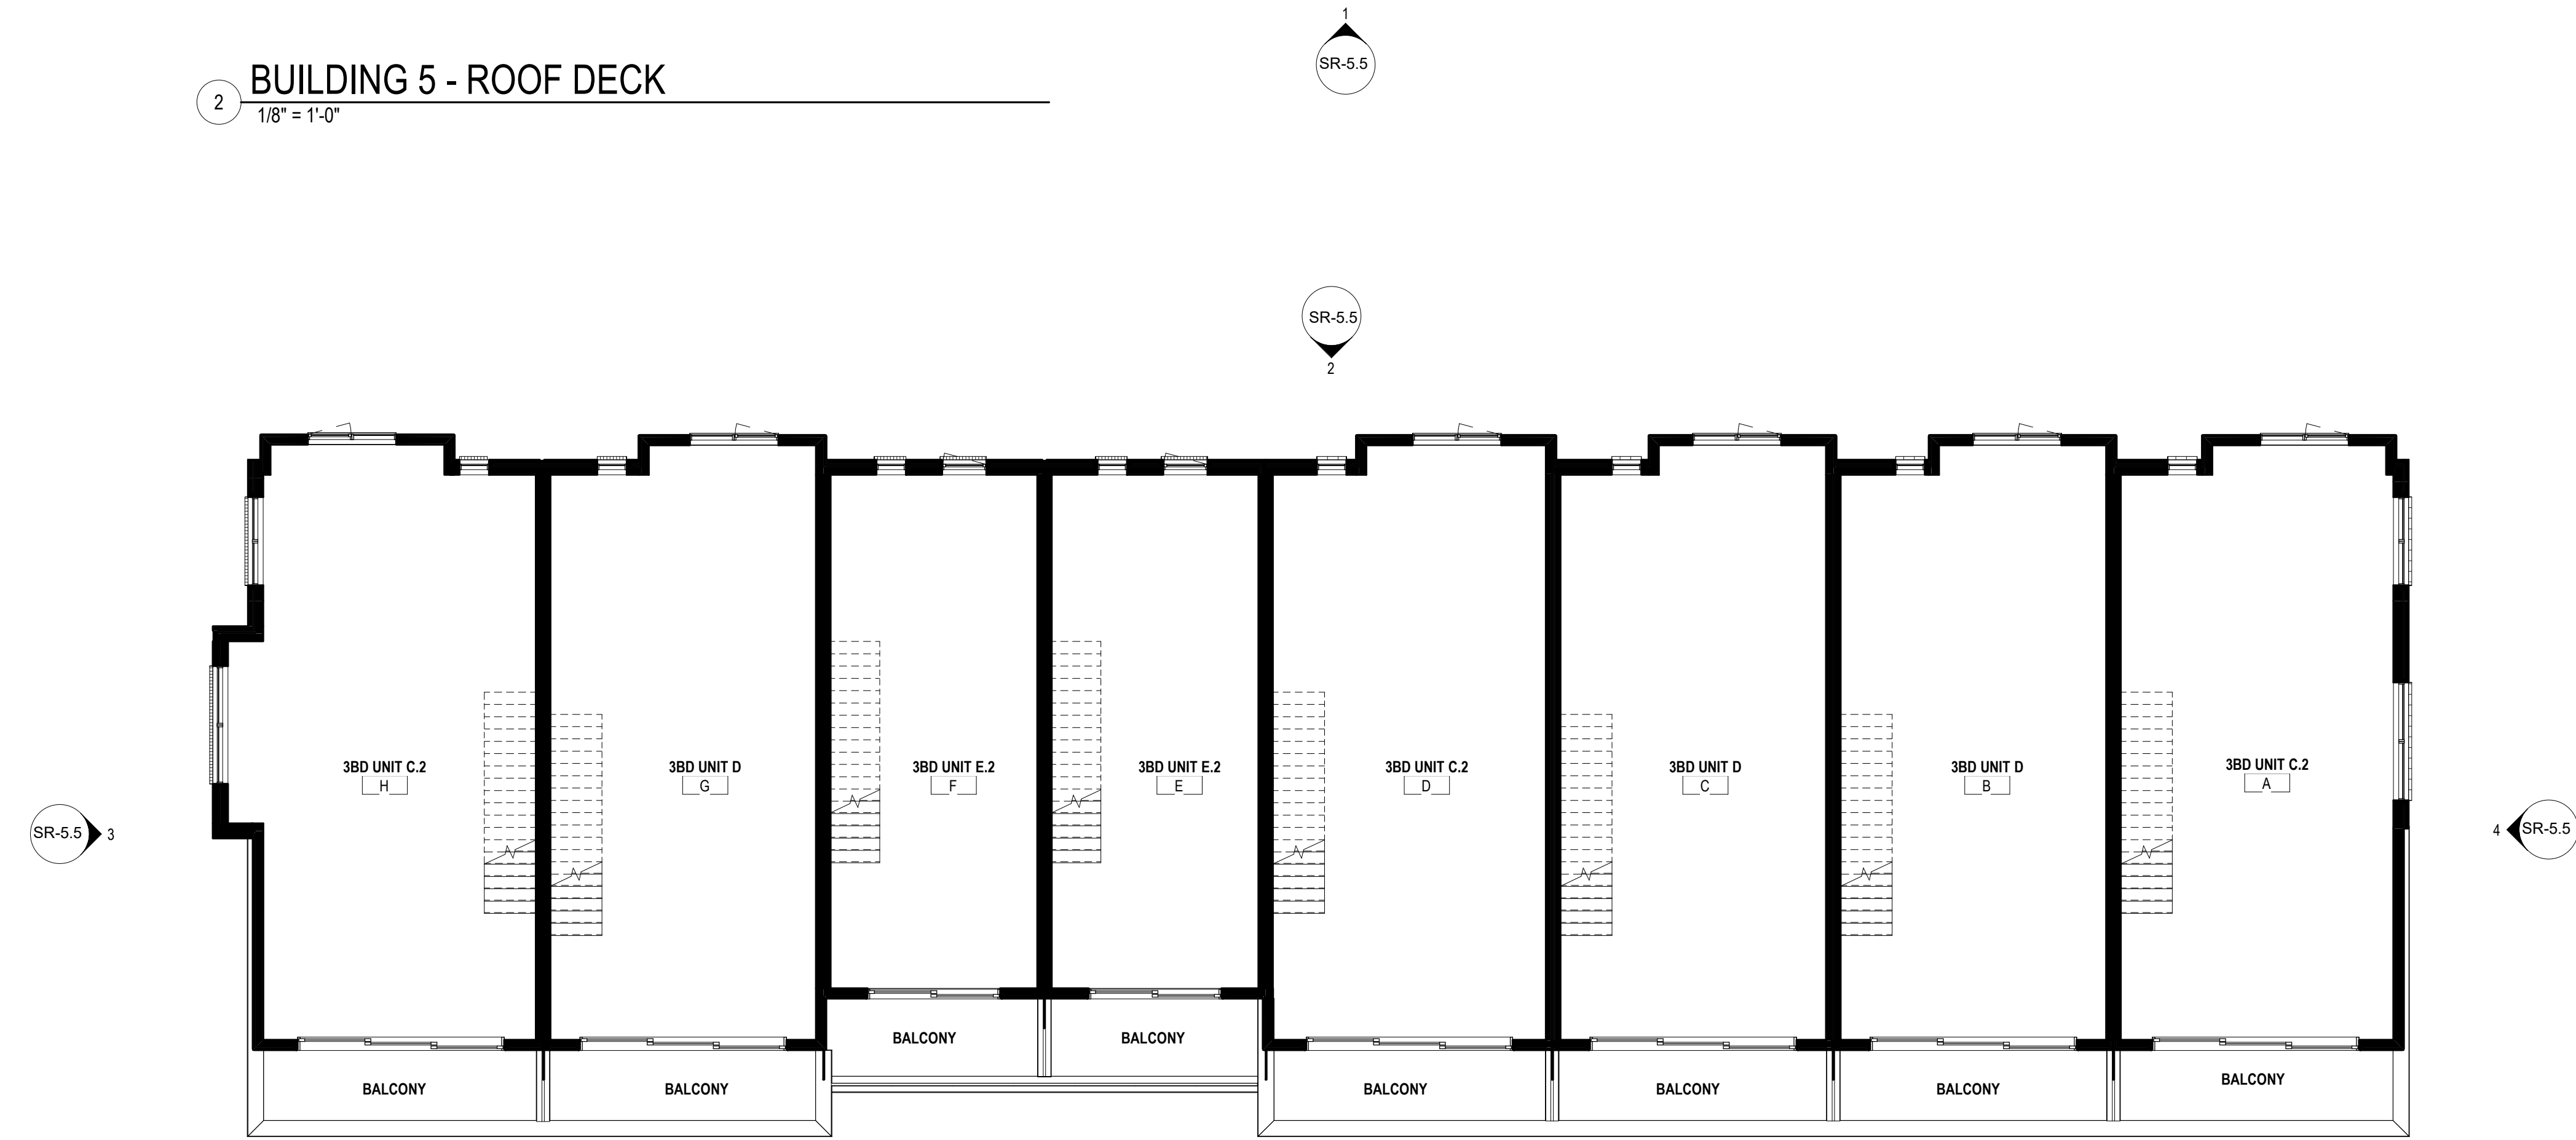 1
SR-5.5
2
BUILDING 5 - ROOF DECK
1/8" = 1'-0"
SR-5.5
2
3BD UNIT C.2
H
3BD UNIT D
G
3BD UNIT E.2
F
3BD UNIT E.2
E
3BD UNIT C.2
D
3BD UNIT D
C
3BD UNIT D
B
3BD UNIT C.2
A
SR-5.5
3
4
SR-5.5
BALCONY
BALCONY
BALCONY
BALCONY
BALCONY
BALCONY
BALCONY
BALCONY